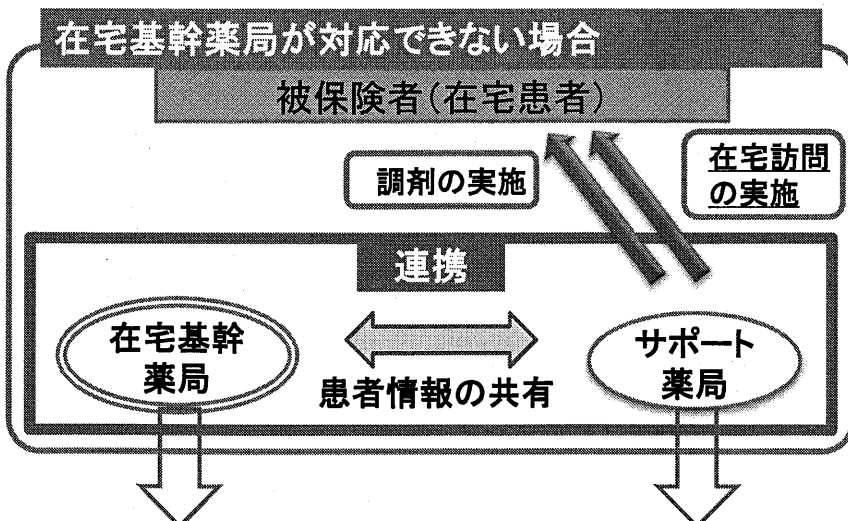 在宅基幹薬局が対応できない場合
被保険者(在宅患者)
調剤の実施
在宅訪問
の実施
連携
在宅基幹
薬局
患者情報の共有
サポート
薬局